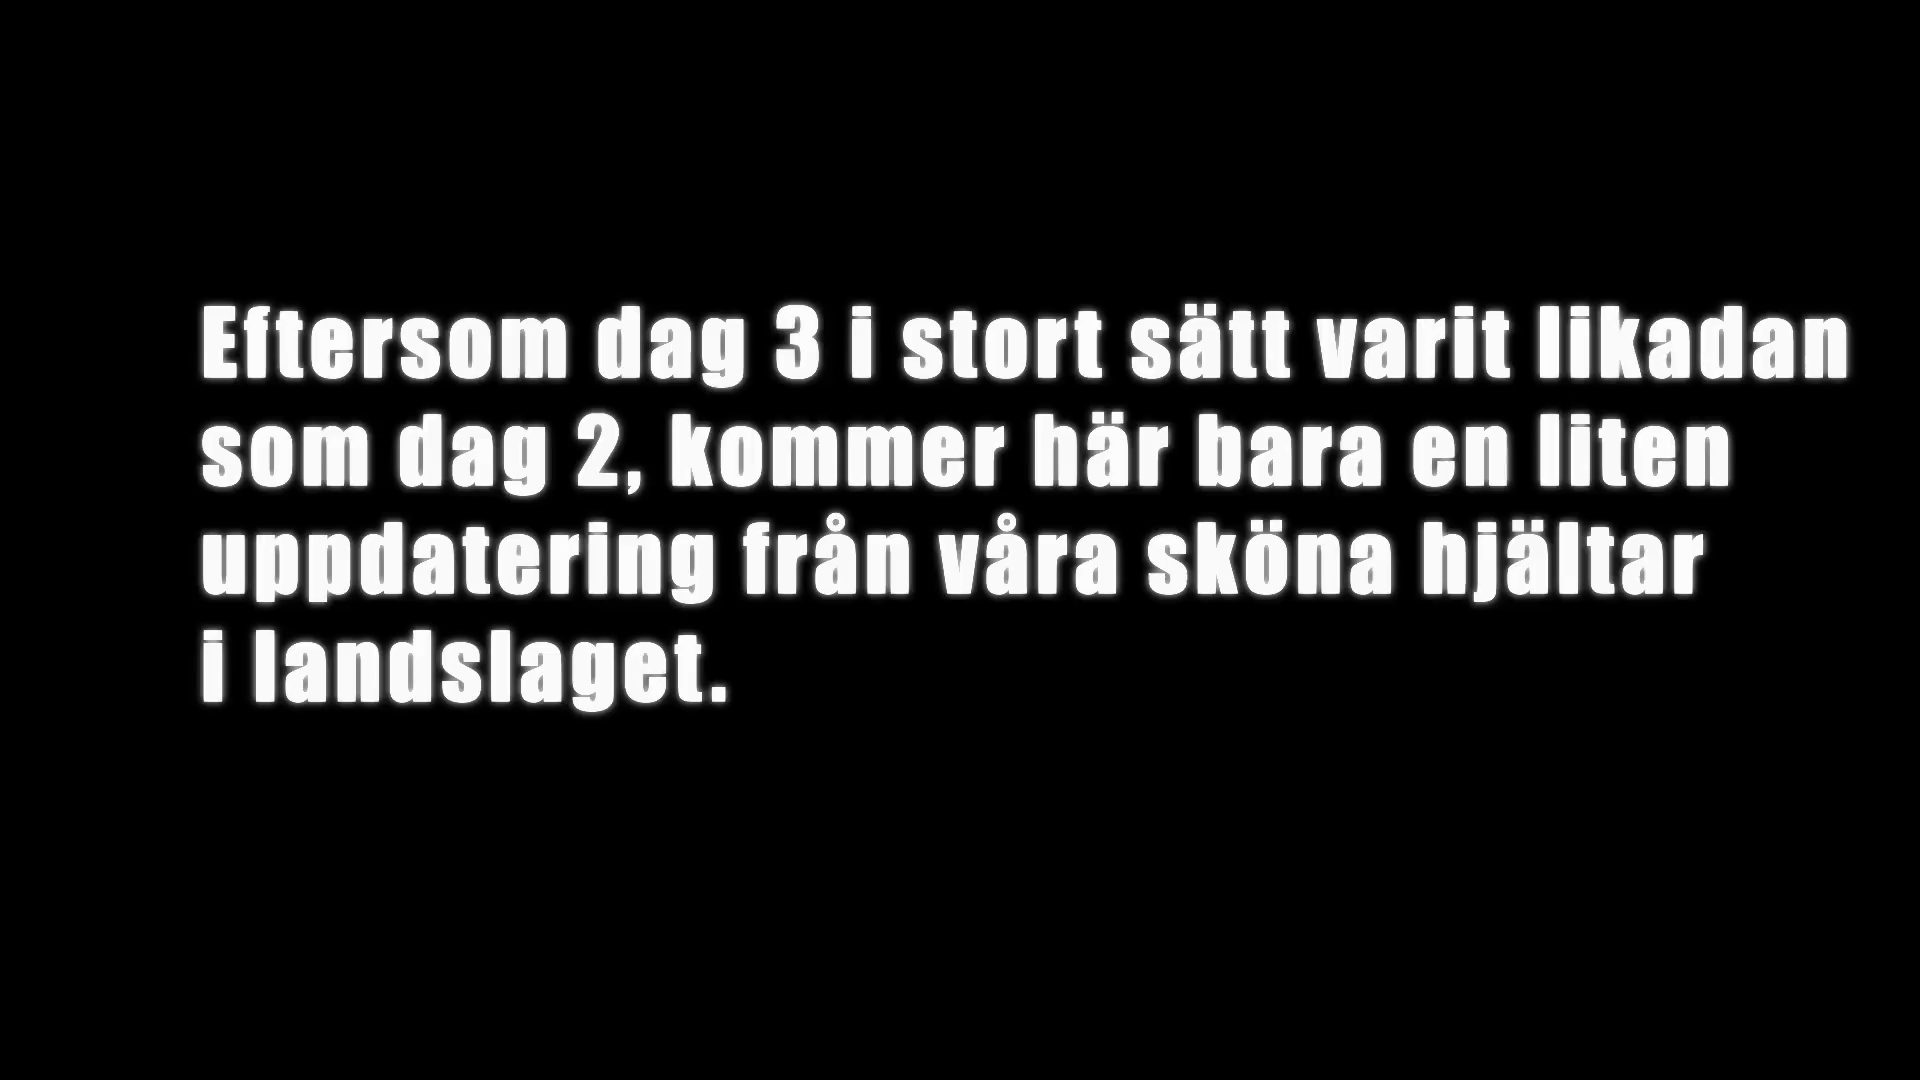 Eftersom dag 3 i stort sätt varit likadan
som dag 2, kommer här bara en liten
uppdatering från våra sköna hjältar
i landslaget.